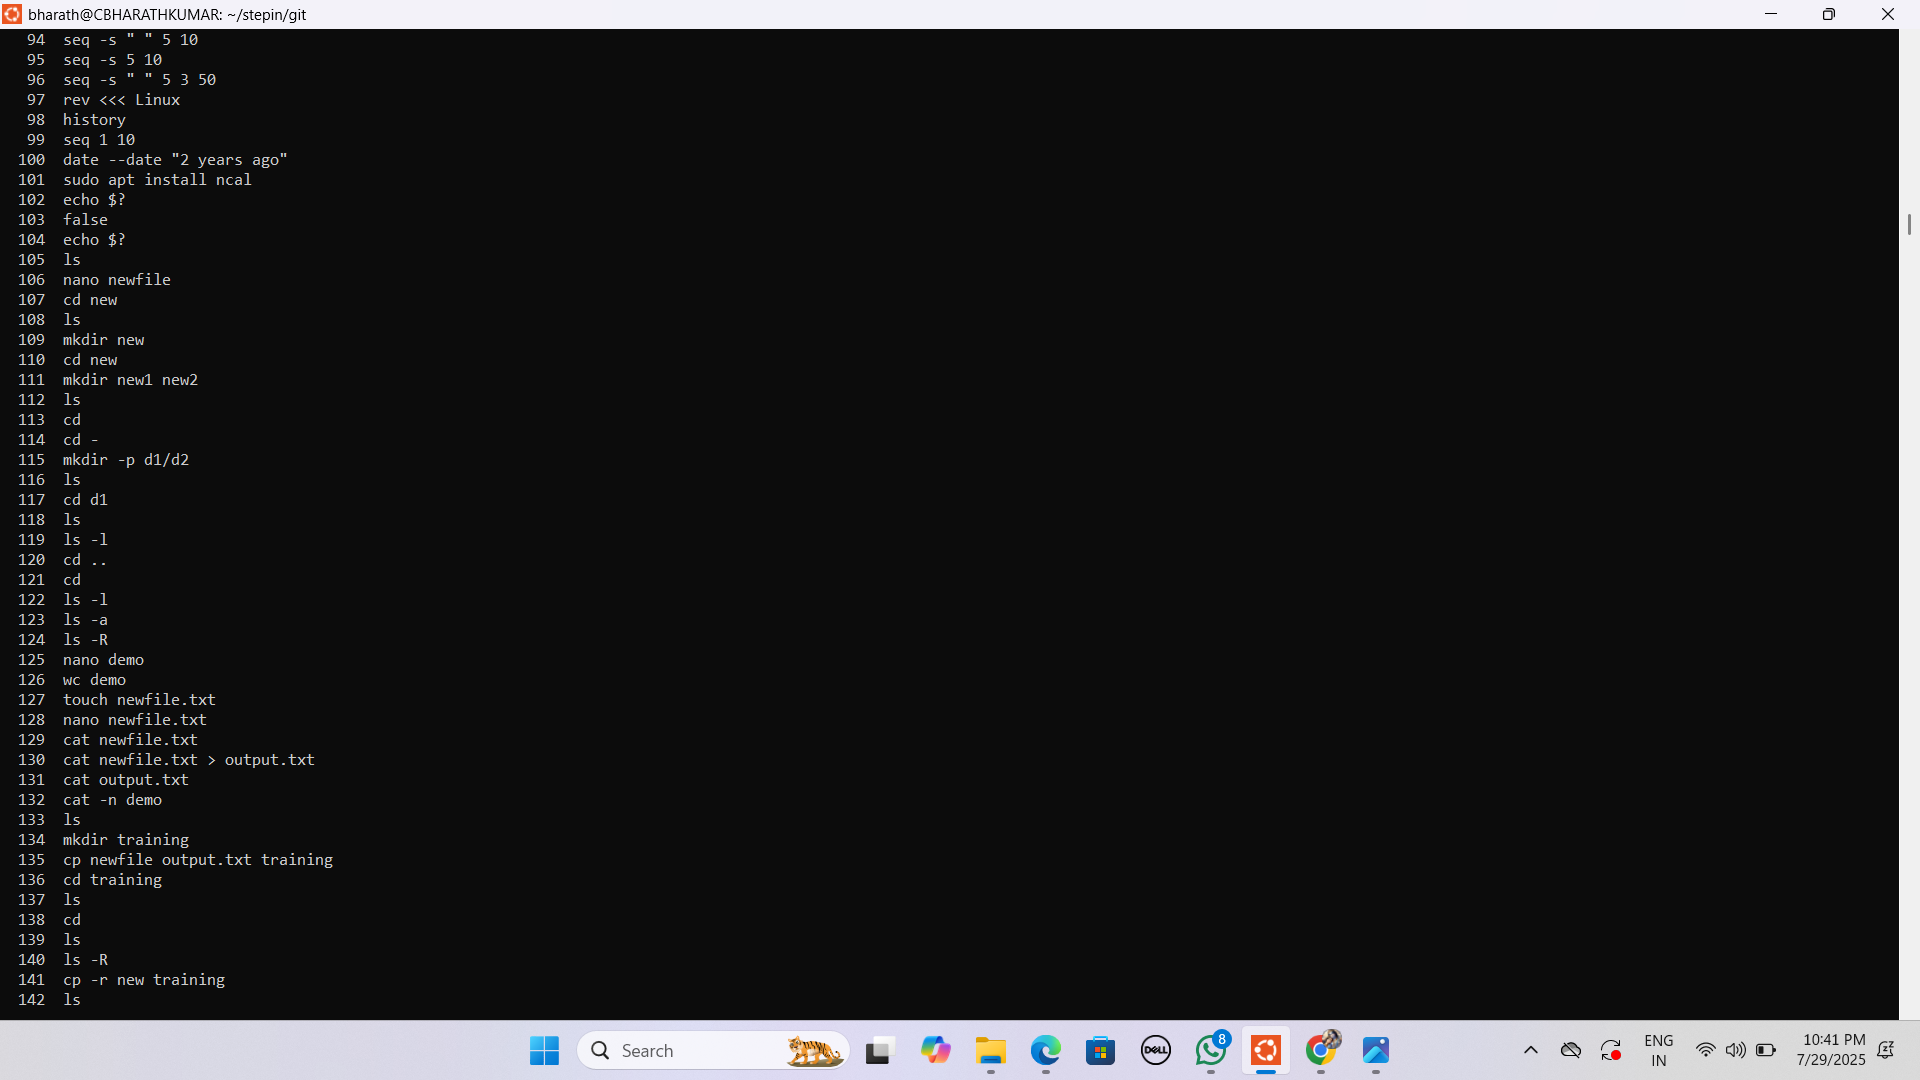 bharath@CBHARATHKUMAR: ~/stepin/git
94 seq -s " " 5 10
95 seq -s 5 10
96 seq -s " " 5 3 50
97 rev <<< Linux
98 history
99 seq 1 10
100 date --date "2 years ago"
101 sudo apt install ncal
102 echo $?
103 false
104 echo $?
105 ls
106 nano newfile
107 cd new
108 ls
109 mkdir new
110 cd new
111 mkdir new1 new2
112 ls
113 cd
114 cd -
115 mkdir -p d1/d2
116 ls
117 cd d1
118 ls
119 ls -l
120 cd ..
121 cd
122 ls -l
123 ls -a
124 ls -R
125 nano demo
126 wc demo
127 touch newfile.txt
128 nano newfile.txt
129 cat newfile.txt
130 cat newfile.txt > output.txt
131 cat output.txt
132 cat -n demo
133 ls
134 mkdir training
135 cp newfile output.txt training
136 cd training
137 ls
138 cd
139 ls
140 ls -R
141 cp -r new training
142 ls
Search
DELL
8
ENG
IN
10:41 PM
7/29/2025